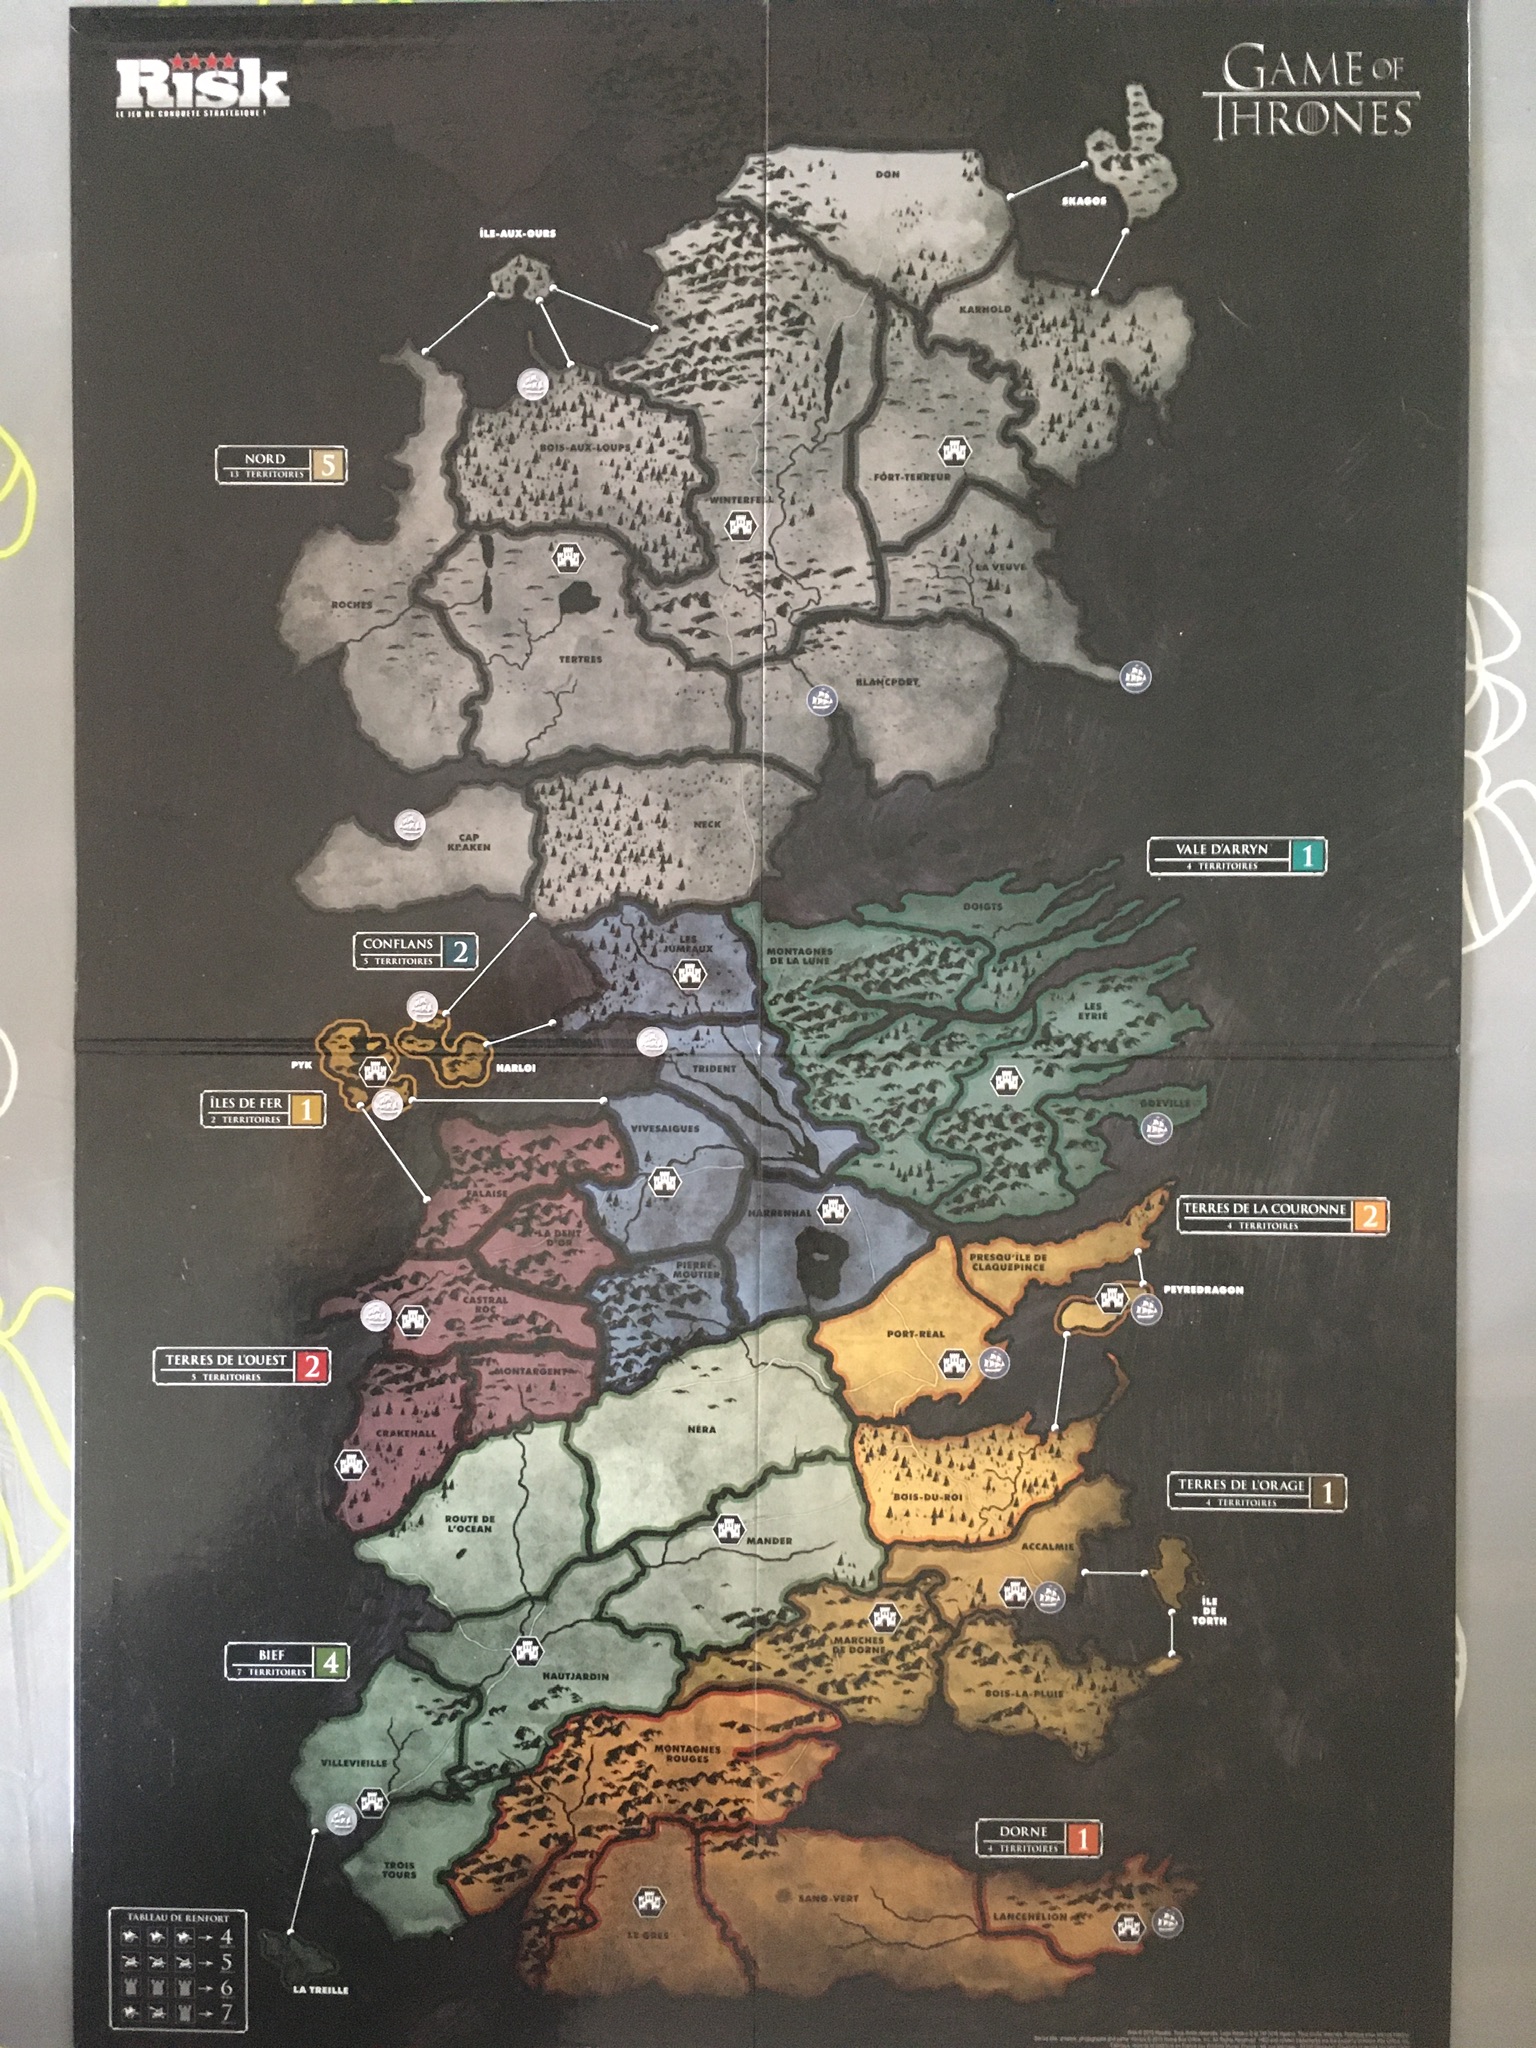 RISK
LE JEU DE CONQUÊTE STRATÉGIQUE !
GAME OF
THRONES
DON
SKAGOS
ÎLE-AUX-OURS
KARHOLD
BOIS-AUX-LOUPS
NORD 5
13 TERRITOIRES
FORT-TERREUR
WINTERFELL
LA VEUVE
ROCHES
TERTRES
BLANCPORT
CAP
KRAKEN
NECK
VALE D'ARRYN 1
4 TERRITOIRES
DOIGTS
CONFLANS 2
5 TERRITOIRES
LES
JUMEAUX
MONTAGNES
DE LA LUNE
LES
EYRIÉ
PYK
HARLOI
TRIDENT
ÎLES DE FER 1
2 TERRITOIRES
GOËVILLE
VIVESAIGUES
FALAISE
HARRENHAL
TERRES DE LA COURONNE 2
4 TERRITOIRES
LA DENT
D'OR
PRESQU'ÎLE DE
CLAQUEPINCE
PIERRE-
MOUTIER
PEYREDRAGON
CASTRAL
ROC
PORT-RÉAL
TERRES DE L'OUEST 2
5 TERRITOIRES
MONTARGENT
CRAKEHALL
NÉRA
TERRES DE L'ORAGE 1
4 TERRITOIRES
BOIS-DU-ROI
ROUTE DE
L'OCÉAN
MANDER
ACCALMIE
ÎLE
DE
TORTH
MARCHES
DE DORNE
BIEF 4
7 TERRITOIRES
HAUTJARDIN
BOIS-LA-PLUIE
MONTAGNES
ROUGES
VILLEVIEILLE
DORNE 1
4 TERRITOIRES
TROIS
TOURS
SANG-VERT
LANCEHÉLION
LE GRÈS
TABLEAU DE RENFORT
4
5
6
7
LA TREILLE